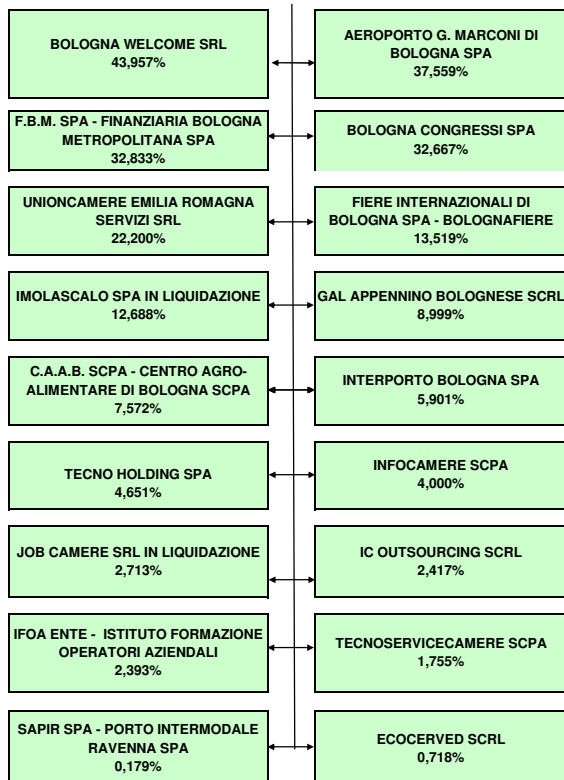 BOLOGNA WELCOME SRL
43,957%
AEROPORTO G. MARCONI DI
BOLOGNA SPA
37,559%
F.B.M. SPA - FINANZIARIA BOLOGNA
METROPOLITANA SPA
32,833%
BOLOGNA CONGRESSI SPA
32,667%
UNIONCAMERE EMILIA ROMAGNA
SERVIZI SRL
22,200%
FIERE INTERNAZIONALI DI
BOLOGNA SPA - BOLOGNAFIERE
13,519%
IMOLASCALO SPA IN LIQUIDAZIONE
12,688%
GAL APPENNINO BOLOGNESE SCRL
8,999%
C.A.A.B. SCPA - CENTRO AGRO-
ALIMENTARE DI BOLOGNA SCPA
7,572%
INTERPORTO BOLOGNA SPA
5,901%
TECNO HOLDING SPA
4,651%
INFOCAMERE SCPA
4,000%
JOB CAMERE SRL IN LIQUIDAZIONE
2,713%
IC OUTSOURCING SCRL
2,417%
IFOA ENTE - ISTITUTO FORMAZIONE
OPERATORI AZIENDALI
2,393%
TECNOSERVICECAMERE SCPA
1,755%
SAPIR SPA - PORTO INTERMODALE
RAVENNA SPA
0,179%
ECOCERVED SCRL
0,718%